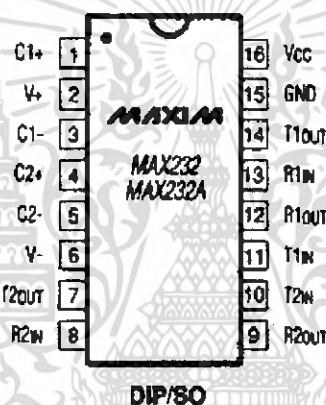 C1+ 1 16 Vcc
V+ 2 15 GND
MAXIM
C1- 3 14 T1OUT
C2+ 4 MAX232 13 R1IN
MAX232A
C2- 5 12 R1OUT
V- 6 11 T1IN
T2OUT 7 10 T2IN
R2IN 8 9 R2OUT
DIP/SO